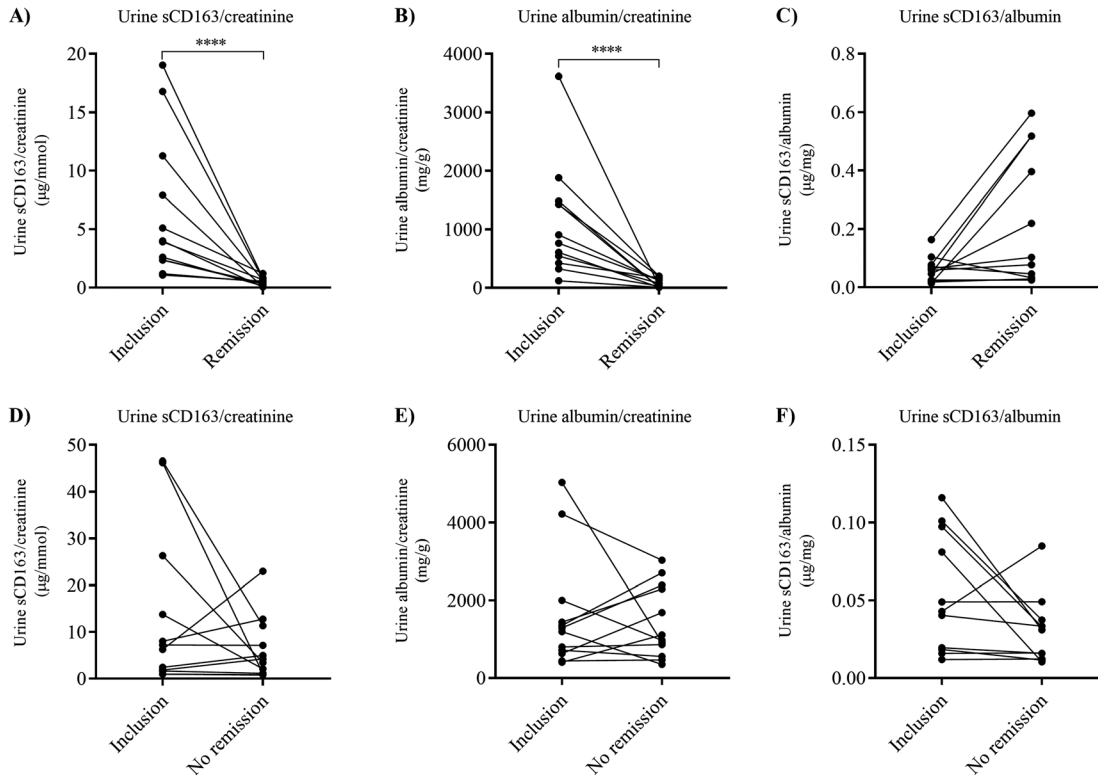 A) Urine sCD163/creatinine
Urine sCD163/creatinine
(µg/mmol)
20
15
10
5
0
****
Inclusion
Remission
B) Urine albumin/creatinine
Urine albumin/creatinine
(mg/g)
4000
3000
2000
1000
0
****
Inclusion
Remission
C) Urine sCD163/albumin
Urine sCD163/albumin
(µg/mg)
0.8
0.6
0.4
0.2
0.0
Inclusion
Remission
D) Urine sCD163/creatinine
Urine sCD163/creatinine
(µg/mmol)
50
40
30
20
10
0
Inclusion
No remission
E) Urine albumin/creatinine
Urine albumin/creatinine
(mg/g)
6000
4000
2000
0
Inclusion
No remission
F) Urine sCD163/albumin
Urine sCD163/albumin
(µg/mg)
0.15
0.10
0.05
0.00
Inclusion
No remission